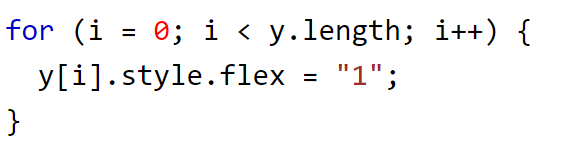 for (i = 0; i < y.length; i++) {
  y[i].style.flex = "1";
}